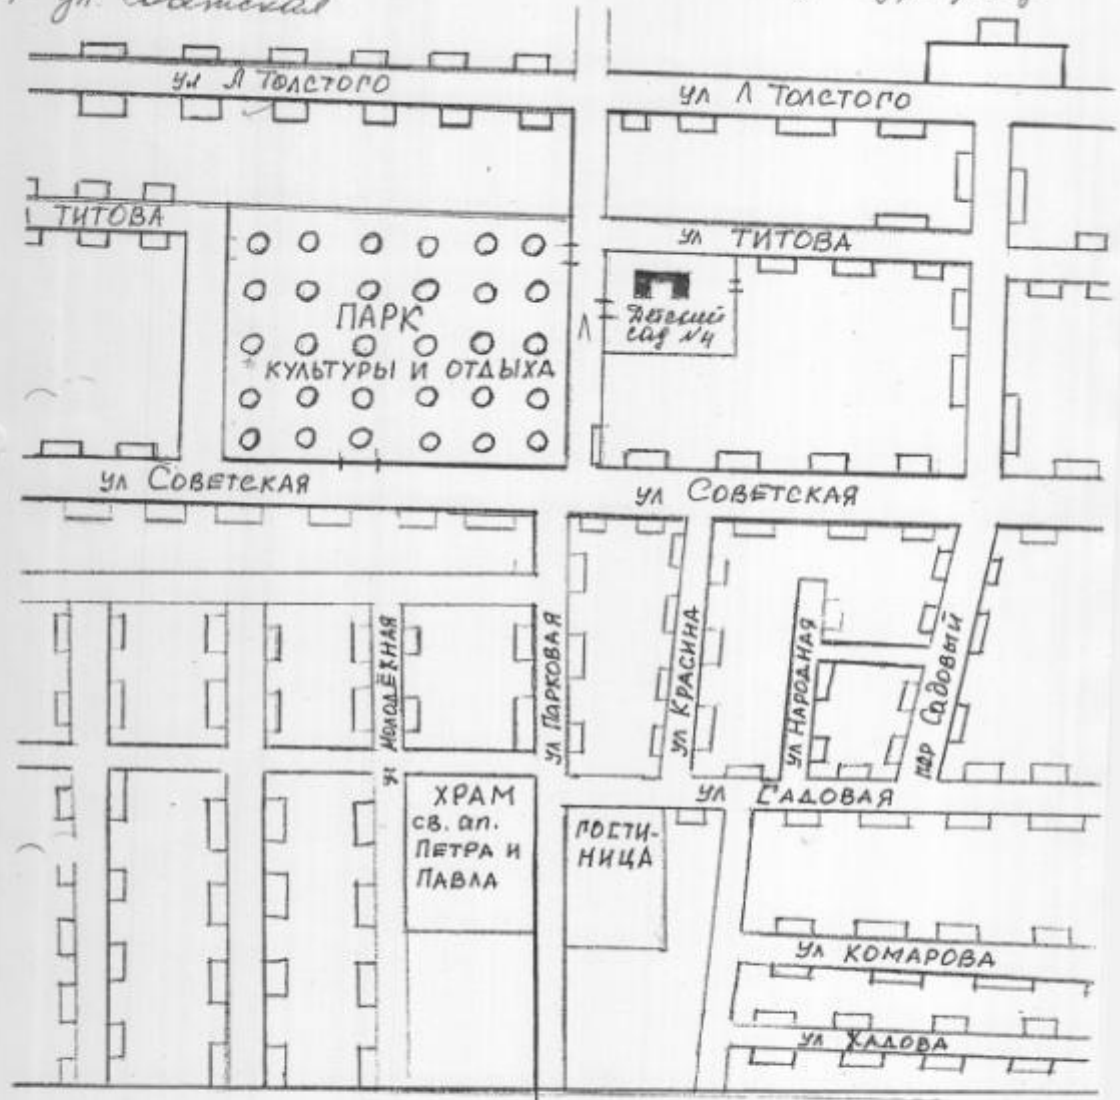 ул. Советская
ул Л Толстого
ул Л Толстого
ТИТОВА
ул ТИТОВА
ПАРК
КУЛЬТУРЫ И ОТДЫХА
Детский
сад №4
Л
ул Советская
ул Советская
ул МОЛОДЁЖНАЯ
ул ПАРКОВАЯ
ул КРАСИНА
ул НАРОДНАЯ
пер Садовый
ул САДОВАЯ
ХРАМ
св. ап.
ПЕТРА И
ПАВЛА
ГОСТИ-
НИЦА
ул КОМАРОВА
ул ХАДОВА